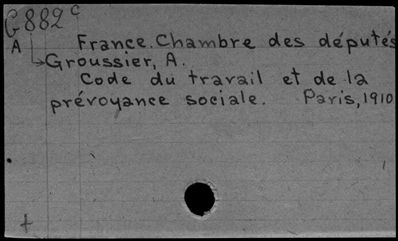 G882c
A France. Chambre des députés
Groussier, A.
Code du travail et de la
prévoyance sociale. Paris, 1910